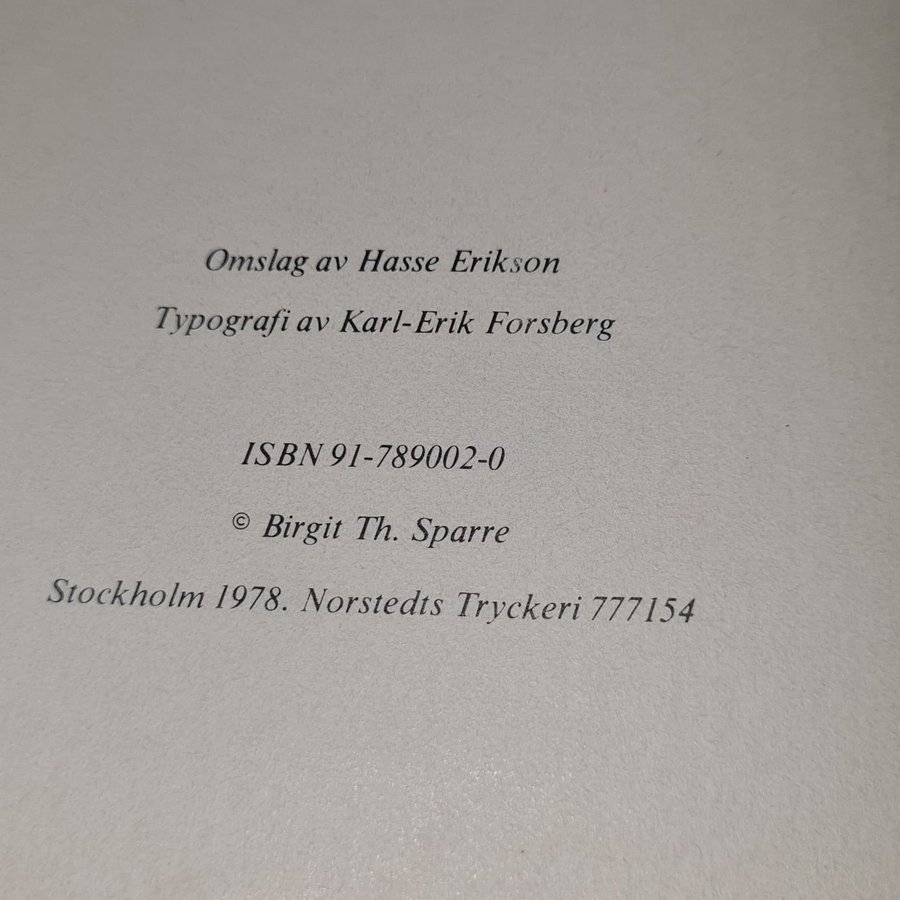 Omslag av Hasse Erikson
Typografi av Karl-Erik Forsberg
ISBN 91-789002-0
© Birgit Th. Sparre
Stockholm 1978. Norstedts Tryckeri 777154